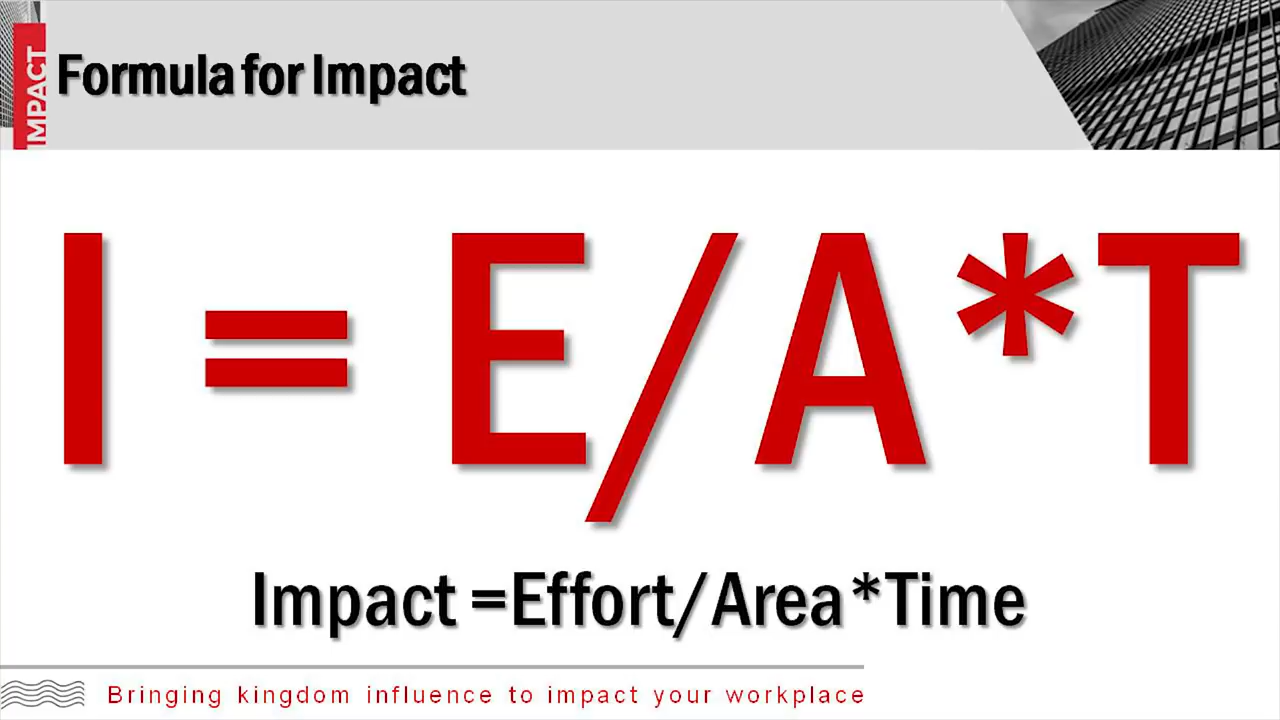 IMPACT
Formula for Impact
I = E/A*T
Impact =Effort/Area*Time
Bringing kingdom influence to impact your workplace